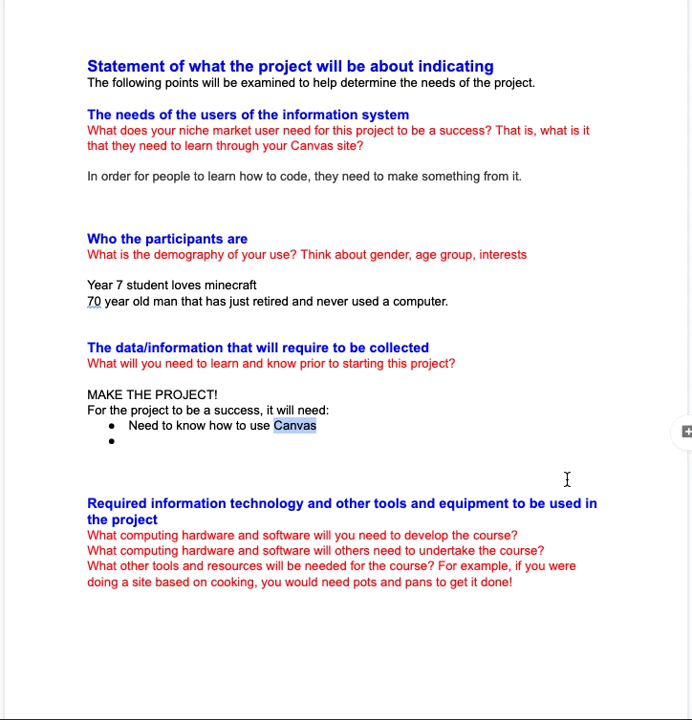 Statement of what the project will be about indicating
The following points will be examined to help determine the needs of the project.
The needs of the users of the information system
What does your niche market user need for this project to be a success? That is, what is it
that they need to learn through your Canvas site?
In order for people to learn how to code, they need to make something from it.
Who the participants are
What is the demography of your use? Think about gender, age group, interests
Year 7 student loves minecraft
70 year old man that has just retired and never used a computer.
The data/information that will require to be collected
What will you need to learn and know prior to starting this project?
MAKE THE PROJECT!
For the project to be a success, it will need:
● Need to know how to use Canvas
●
Required information technology and other tools and equipment to be used in
the project
What computing hardware and software will you need to develop the course?
What computing hardware and software will others need to undertake the course?
What other tools and resources will be needed for the course? For example, if you were
doing a site based on cooking, you would need pots and pans to get it done!